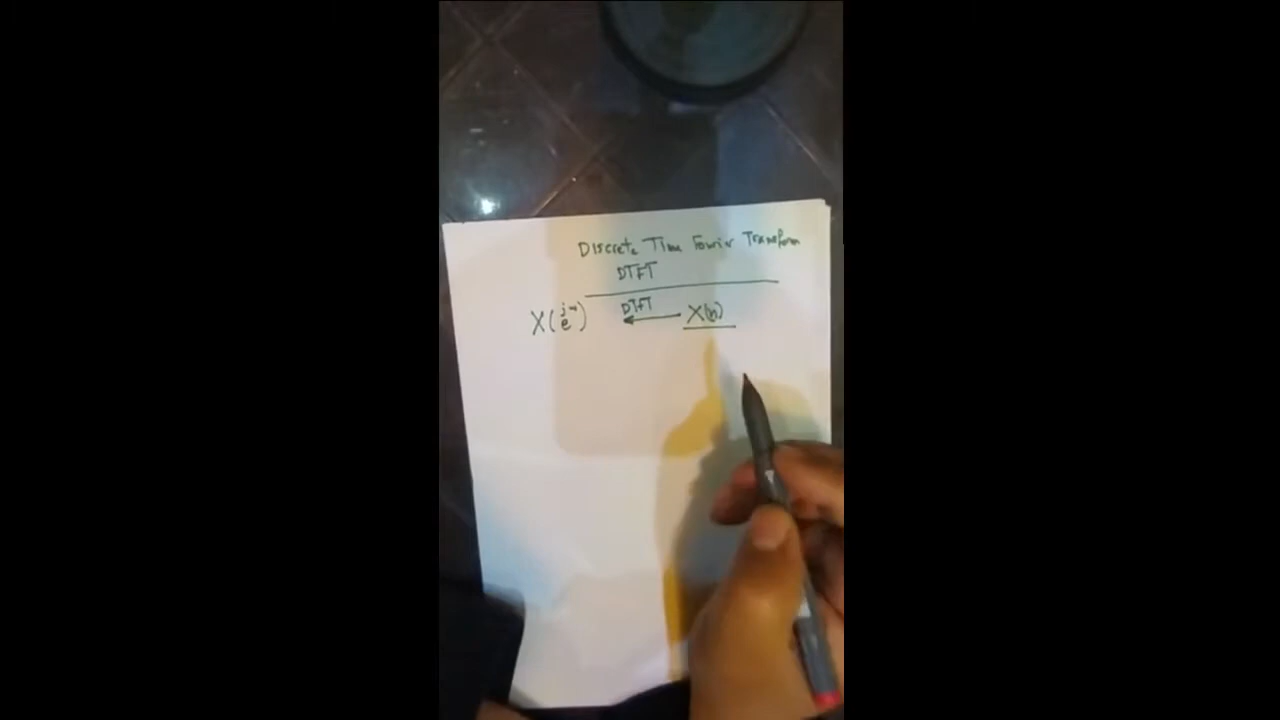 Discrete Time Fourier Transform
DTFT
X(e^jω) DTFT ← X(n)